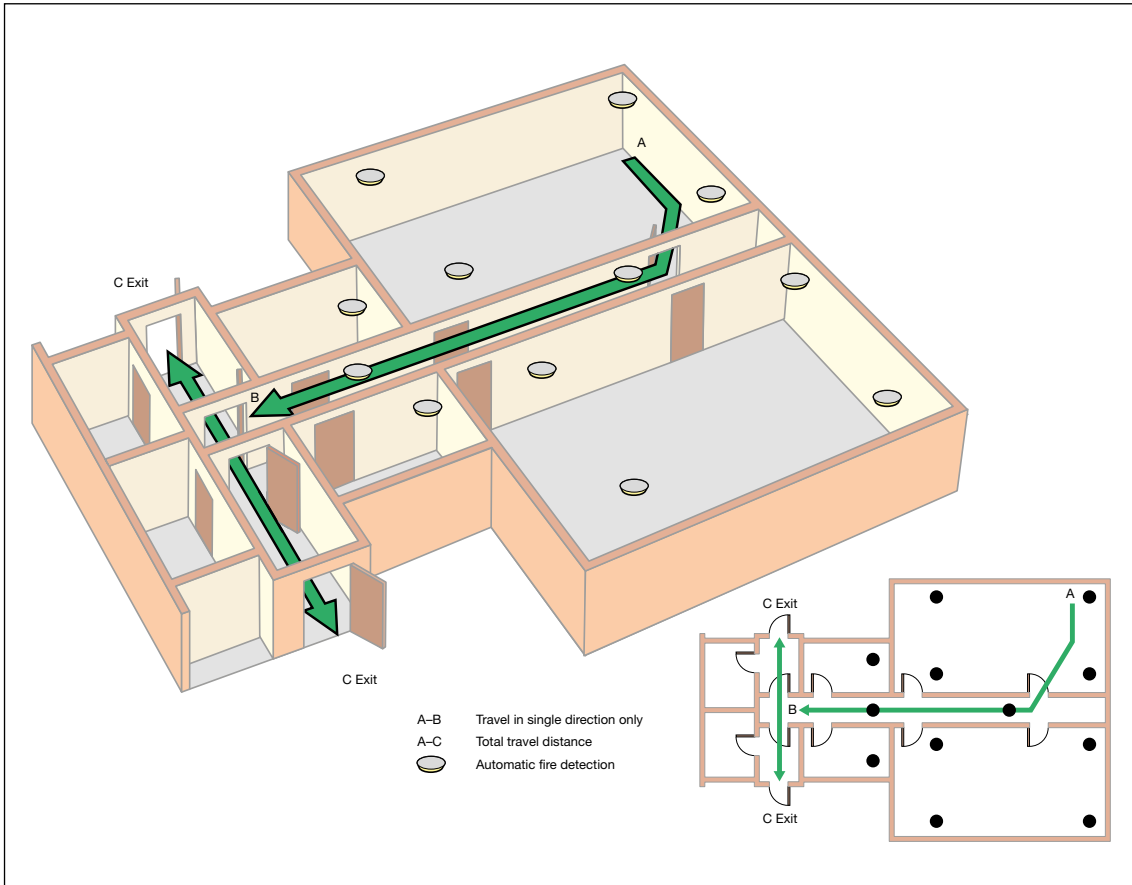 A
C Exit
B
C Exit
A–B Travel in single direction only
A–C Total travel distance
Automatic fire detection
C Exit
A
B
C Exit